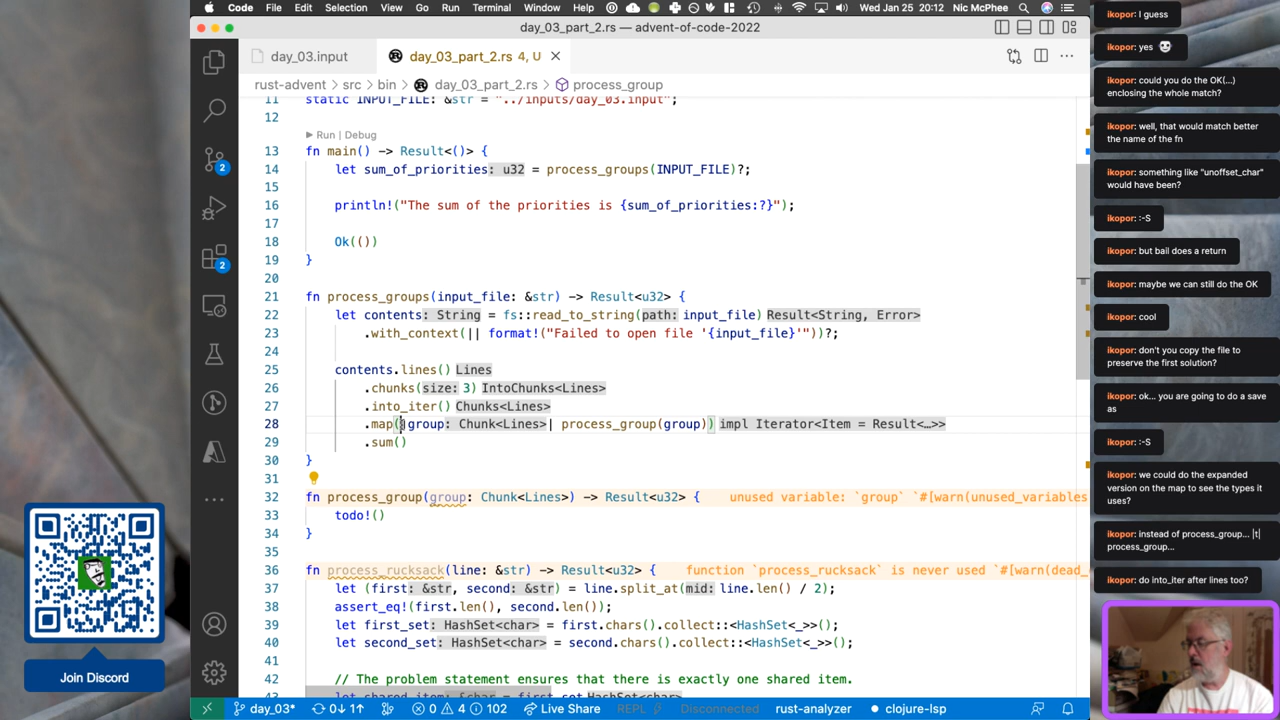 Code File Edit Selection View Go Run Terminal Window Help Wed Jan 25 20:12 Nic McPhee
day_03_part_2.rs — advent-of-code-2022
day_03.input
day_03_part_2.rs 4, U
rust-advent > src > bin > day_03_part_2.rs > process_group
11 static INPUT_FILE: &str = "../inputs/day_03.input";
12
Run | Debug
13 fn main() -> Result<()> {
14 let sum_of_priorities: u32 = process_groups(INPUT_FILE)?;
15
16 println!("The sum of the priorities is {sum_of_priorities:?}");
17
18 Ok(())
19 }
20
21 fn process_groups(input_file: &str) -> Result<u32> {
22 let contents: String = fs::read_to_string(path: input_file) Result<String, Error>
23 .with_context(|| format!("Failed to open file '{input_file}'"))?;
24
25 contents.lines() Lines
26 .chunks(size: 3) IntoChunks<Lines>
27 .into_iter() Chunks<Lines>
28 .map(|group: Chunk<Lines>| process_group(group)) impl Iterator<Item = Result<…>>
29 .sum()
30 }
31
32 fn process_group(group: Chunk<Lines>) -> Result<u32> { unused variable: `group` `#[warn(unused_variables
33 todo!()
34 }
35
36 fn process_rucksack(line: &str) -> Result<u32> { function `process_rucksack` is never used `#[warn(dead_
37 let (first: &str, second: &str) = line.split_at(mid: line.len() / 2);
38 assert_eq!(first.len(), second.len());
39 let first_set: HashSet<char> = first.chars().collect::<HashSet<_>>();
40 let second_set: HashSet<char> = second.chars().collect::<HashSet<_>>();
41
42 // The problem statement ensures that there is exactly one shared item.
2
2
Join Discord
day_03* 0↓ 1↑ 0 4 102 Live Share REPL Disconnected rust-analyzer clojure-lsp
ikopor: I guess
ikopor: yes
ikopor: could you do the OK(...)
enclosing the whole match?
ikopor: well, that would match better
the name of the fn
ikopor: something like "unoffset_char"
would have been?
ikopor: :-S
ikopor: but bail does a return
ikopor: maybe we can still do the OK
ikopor: cool
ikopor: don't you copy the file to
preserve the first solution?
ikopor: ok... you are going to do a save
as
ikopor: :-S
ikopor: we could do the expanded
version on the map to see the types it
uses?
ikopor: instead of process_group... |t|
process_group...
ikopor: do into_iter after lines too?